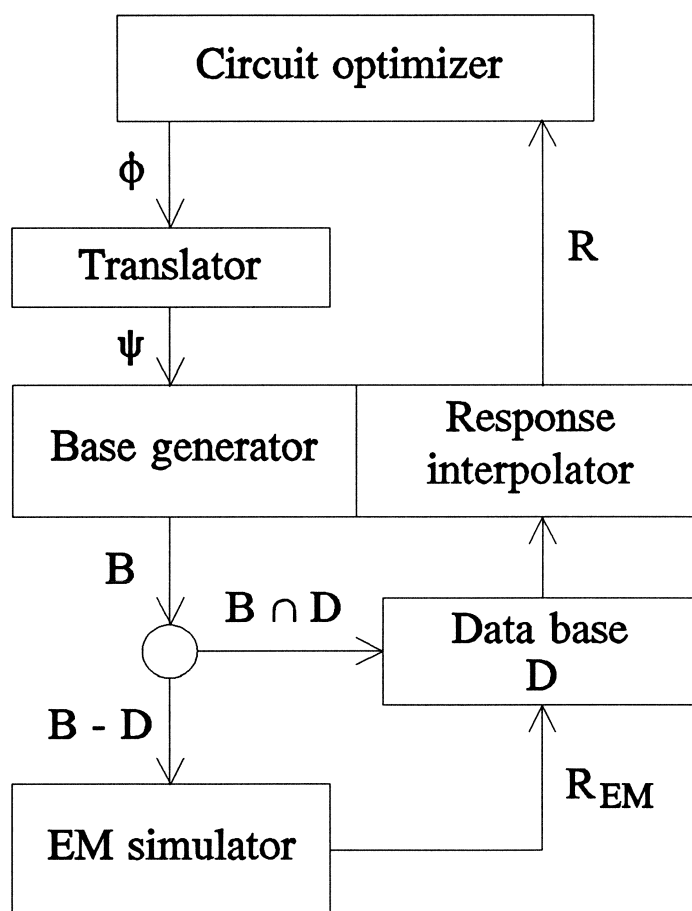 Circuit optimizer
ϕ
R
Translator
ψ
Base generator
Response
interpolator
B
B ∩ D
Data base
D
B - D
R_EM
EM simulator